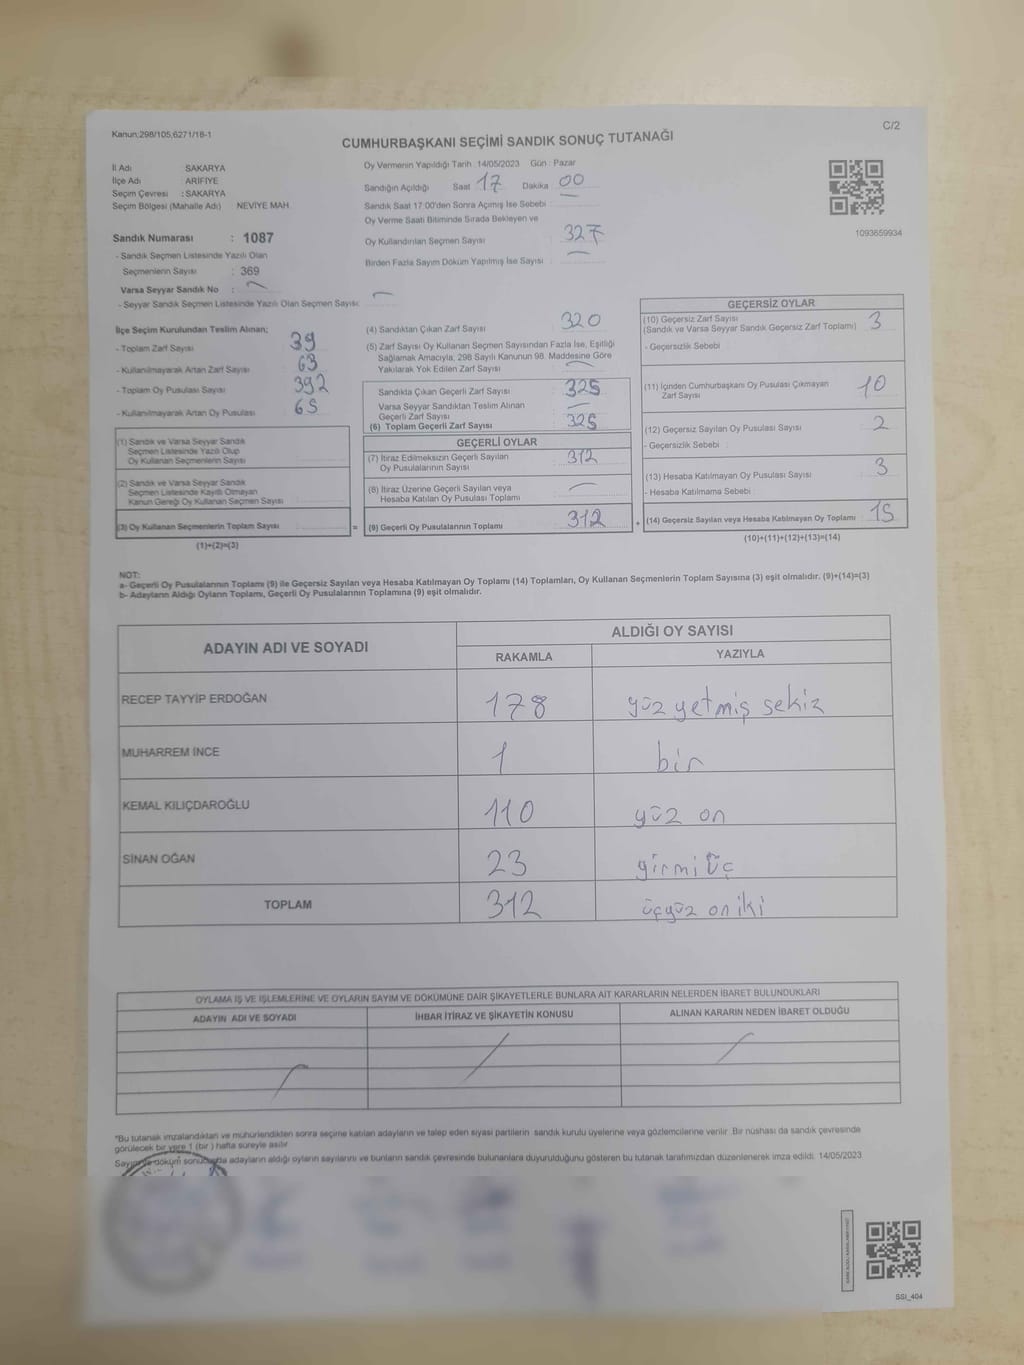 Kanun;298/105,6271/18-1
C/2
CUMHURBAŞKANI SEÇİMİ SANDIK SONUÇ TUTANAĞI
İl Adı SAKARYA
İlçe Adı ARİFİYE
Seçim Çevresi : SAKARYA
Seçim Bölgesi (Mahalle Adı) NEVİYE MAH.
Sandık Numarası : 1087
- Sandık Seçmen Listesinde Yazılı Olan
Seçmenlerin Sayısı : 369
Varsa Seyyar Sandık No :
- Seyyar Sandık Seçmen Listesinde Yazılı Olan Seçmen Sayısı:
Oy Vermenin Yapıldığı Tarih 14/05/2023 Gün : Pazar
Sandığın Açıldığı Saat 17 Dakika 00
Sandık Saat 17:00'den Sonra Açımış İse Sebebi :
Oy Verme Saati Bitiminde Sırada Bekleyen ve
Oy Kullandırılan Seçmen Sayısı : 327
Birden Fazla Sayım Döküm Yapılmış İse Sayısı :
1093659934
İlçe Seçim Kurulundan Teslim Alınan;
- Toplam Zarf Sayısı 39
- Kullanılmayarak Artan Zarf Sayısı 63
- Toplam Oy Pusulası Sayısı 392
- Kullanılmayarak Artan Oy Pusulası 65
(1) Sandık ve Varsa Seyyar Sandık
Seçmen Listesinde Yazılı Olup
Oy Kullanan Seçmenlerin Sayısı
(2) Sandık ve Varsa Seyyar Sandık
Seçmen Listesinde Kayıtlı Olmayan
Kanun Gereği Oy Kullanan Seçmen Sayısı
(3) Oy Kullanan Seçmenlerin Toplam Sayısı
(1)+(2)=(3)
(4) Sandıktan Çıkan Zarf Sayısı : 320
(5) Zarf Sayısı Oy Kullanan Seçmen Sayısından Fazla İse, Eşitliği
Sağlamak Amacıyla, 298 Sayılı Kanunun 98. Maddesine Göre
Yakılarak Yok Edilen Zarf Sayısı :
Sandıkta Çıkan Geçerli Zarf Sayısı : 325
Varsa Seyyar Sandıktan Teslim Alınan
Geçerli Zarf Sayısı :
(6) Toplam Geçerli Zarf Sayısı : 325
GEÇERLİ OYLAR
(7) İtiraz Edilmeksizin Geçerli Sayılan
Oy Pusulalarının Sayısı : 312
(8) İtiraz Üzerine Geçerli Sayılan veya
Hesaba Katılan Oy Pusulası Toplamı :
= (9) Geçerli Oy Pusulalarının Toplamı : 312
GEÇERSİZ OYLAR
(10) Geçersiz Zarf Sayısı
(Sandık ve Varsa Seyyar Sandık Geçersiz Zarf Toplamı) : 3
- Geçersizlik Sebebi :
(11) İçinden Cumhurbaşkanı Oy Pusulası Çıkmayan
Zarf Sayısı : 10
(12) Geçersiz Sayılan Oy Pusulası Sayısı : 2
- Geçersizlik Sebebi :
(13) Hesaba Katılmayan Oy Pusulası Sayısı : 3
- Hesaba Katılmama Sebebi :
+ (14) Geçersiz Sayılan veya Hesaba Katılmayan Oy Toplamı : 15
(10)+(11)+(12)+(13)=(14)
NOT:
a- Geçerli Oy Pusulalarının Toplamı (9) ile Geçersiz Sayılan veya Hesaba Katılmayan Oy Toplamı (14) Toplamları, Oy Kullanan Seçmenlerin Toplam Sayısına (3) eşit olmalıdır. (9)+(14)=(3)
b- Adayların Aldığı Oyların Toplamı, Geçerli Oy Pusulalarının Toplamına (9) eşit olmalıdır.
ADAYIN ADI VE SOYADI
ALDIĞI OY SAYISI
RAKAMLA YAZIYLA
RECEP TAYYİP ERDOĞAN 178 yüz yetmiş sekiz
MUHARREM İNCE 1 bir
KEMAL KILIÇDAROĞLU 110 yüz on
SİNAN OĞAN 23 yirmi üç
TOPLAM 312 üçyüz on iki
OYLAMA İŞ VE İŞLEMLERİNE VE OYLARIN SAYIM VE DÖKÜMÜNE DAİR ŞİKAYETLERLE BUNLARA AİT KARARLARIN NELERDEN İBARET BULUNDUKLARI
ADAYIN ADI VE SOYADI İHBAR İTİRAZ VE ŞİKAYETİN KONUSU ALINAN KARARIN NEDEN İBARET OLDUĞU
*Bu tutanak imzalandıktan ve mühürlendikten sonra seçime katılan adayların ve talep eden siyasi partilerin sandık kurulu üyelerine veya gözlemcilerine verilir. Bir nüshası da sandık çevresinde
görülecek bir yere 1 (bir) hafta süreyle asılır.
döküm adayların aldığı oyların sayılarını ve bunların sandık çevresinde bulunanlara duyurulduğunu gösteren bu tutanak tarafımızdan düzenlenerek imza edildi. 14/05/2023
SSİ_404